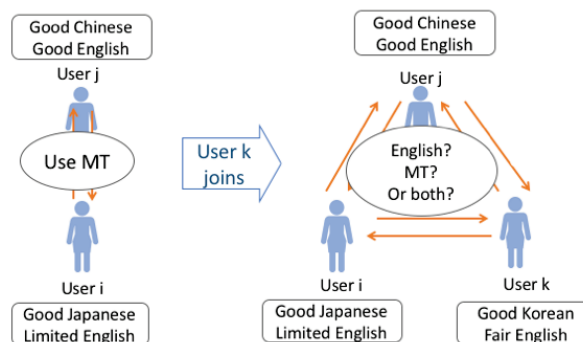 Good Chinese
Good English
User j
Use MT
User i
Good Japanese
Limited English
User k
joins
Good Chinese
Good English
User j
English?
MT?
Or both?
User i
User k
Good Japanese
Limited English
Good Korean
Fair English